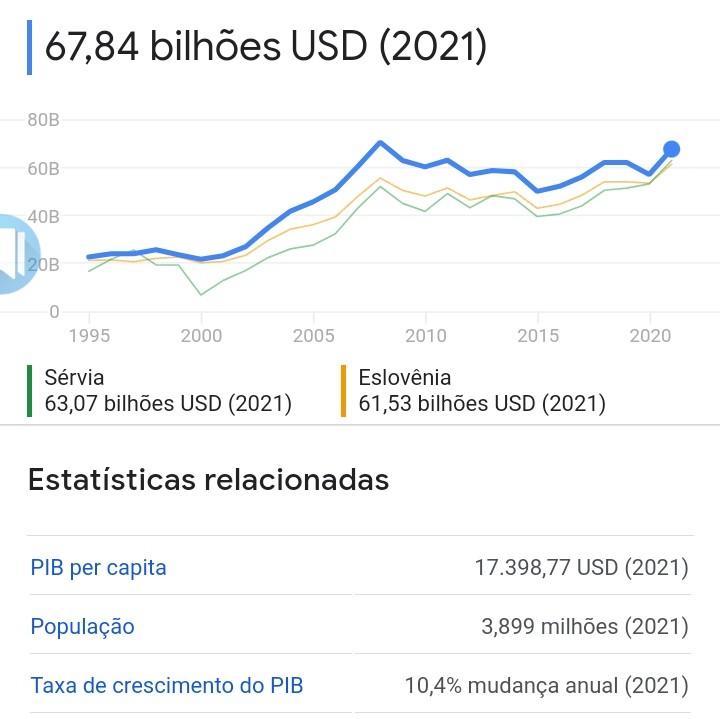 67,84 bilhões USD (2021)
80B
60B
40B
20B
0
1995 2000 2005 2010 2015 2020
Sérvia
63,07 bilhões USD (2021)
Eslovênia
61,53 bilhões USD (2021)
Estatísticas relacionadas
PIB per capita 17.398,77 USD (2021)
População 3,899 milhões (2021)
Taxa de crescimento do PIB 10,4% mudança anual (2021)